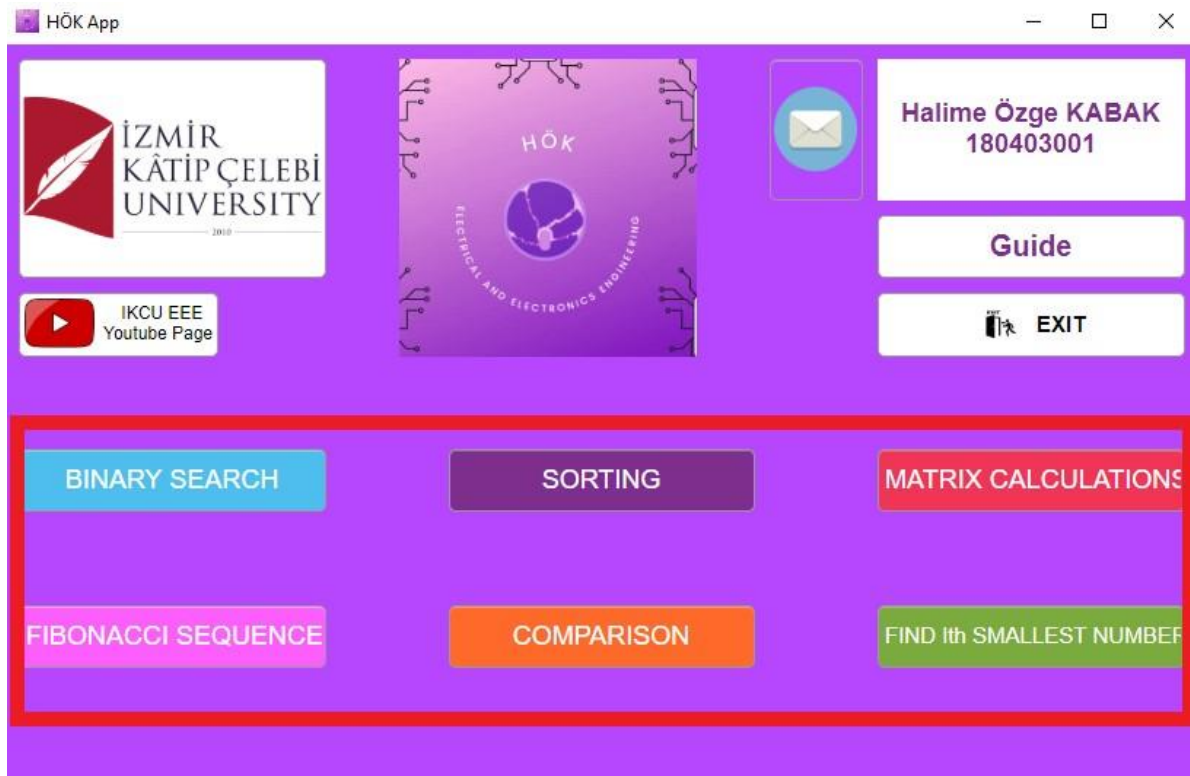 HÖK App
İZMİR
KÂTİP ÇELEBİ
UNIVERSITY
2010
HÖK
ELECTRICAL AND ELECTRONICS ENGINEERING
Halime Özge KABAK
180403001
Guide
IKCU EEE
Youtube Page
EXIT
EXIT
BINARY SEARCH
SORTING
MATRIX CALCULATIONS
FIBONACCI SEQUENCE
COMPARISON
FIND Ith SMALLEST NUMBER